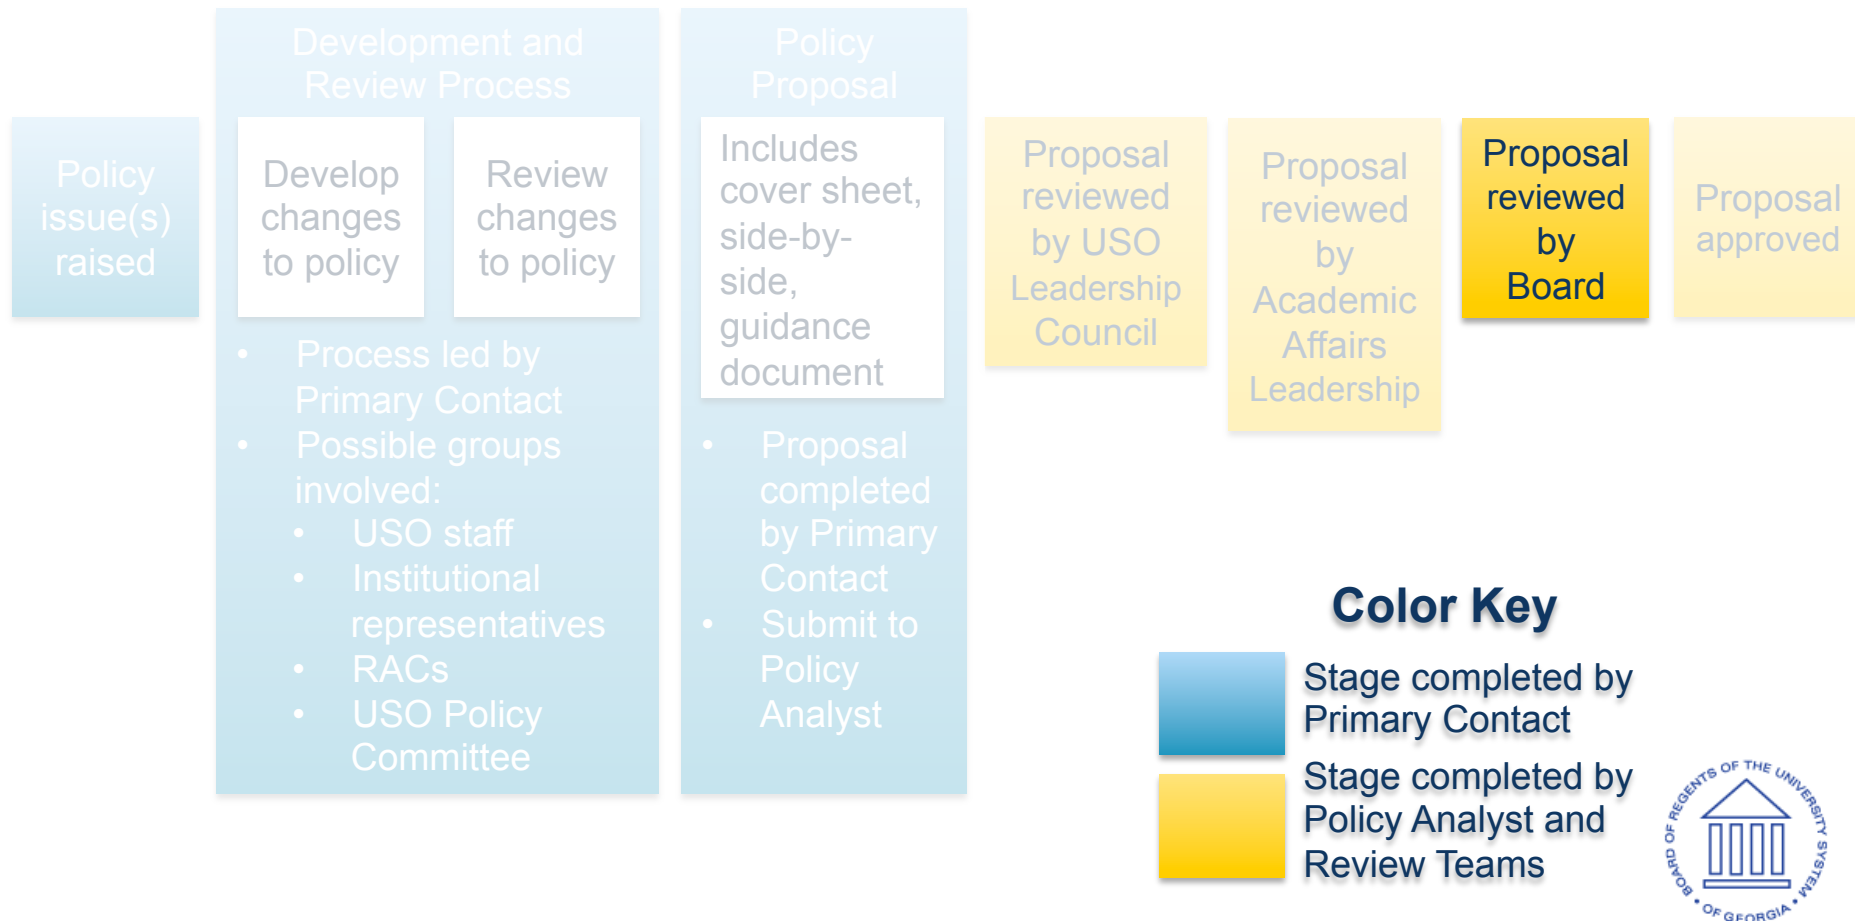 Policy
issue(s)
raised
Development and
Review Process
Develop
changes
to policy
Review
changes
to policy
• Process led by
Primary Contact
• Possible groups
involved:
• USO staff
• Institutional
representatives
• RACs
• USO Policy
Committee
Policy
Proposal
Includes
cover sheet,
side-by-
side,
guidance
document
• Proposal
completed
by Primary
Contact
• Submit to
Policy
Analyst
Proposal
reviewed
by USO
Leadership
Council
Proposal
reviewed
by
Academic
Affairs
Leadership
Proposal
reviewed
by
Board
Proposal
approved
Color Key
Stage completed by
Primary Contact
Stage completed by
Policy Analyst and
Review Teams
BOARD OF REGENTS OF THE UNIVERSITY SYSTEM • OF GEORGIA •